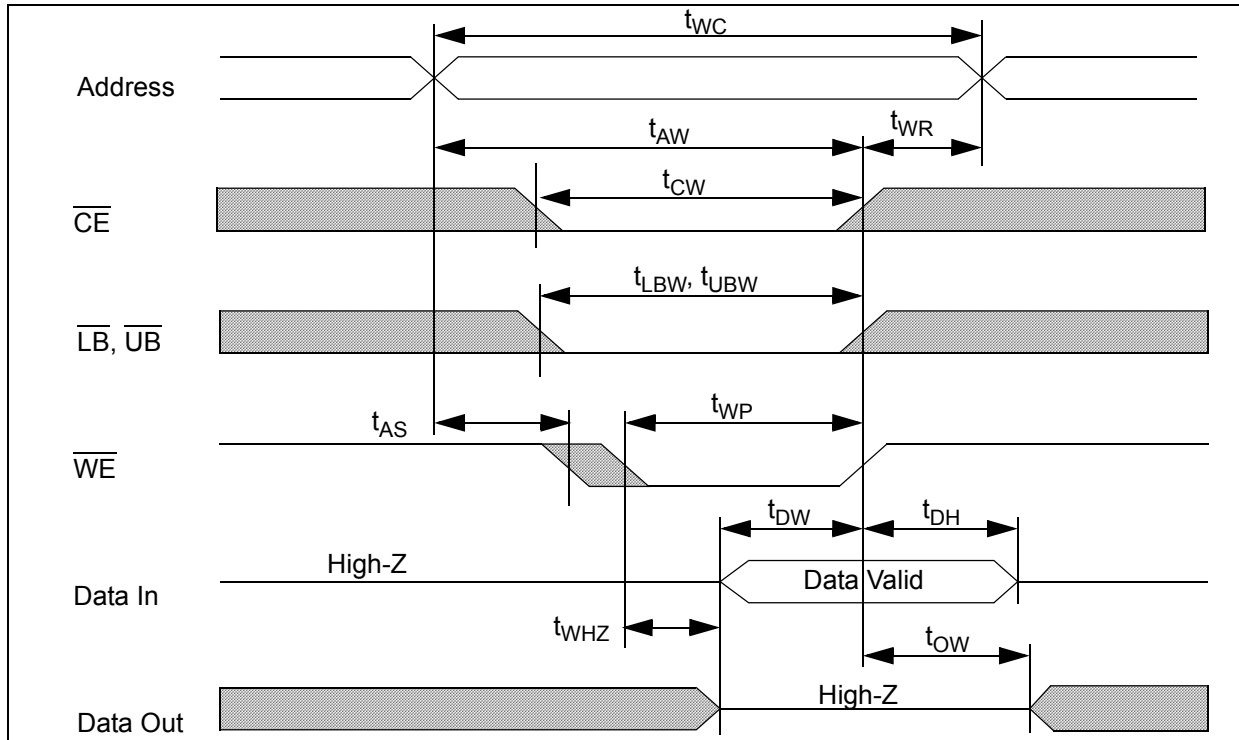 tWC
Address
tAW
tWR
tCW
CE
tLBW, tUBW
LB, UB
tAS
tWP
WE
tDW
tDH
High-Z
Data Valid
Data In
tWHZ
tOW
High-Z
Data Out